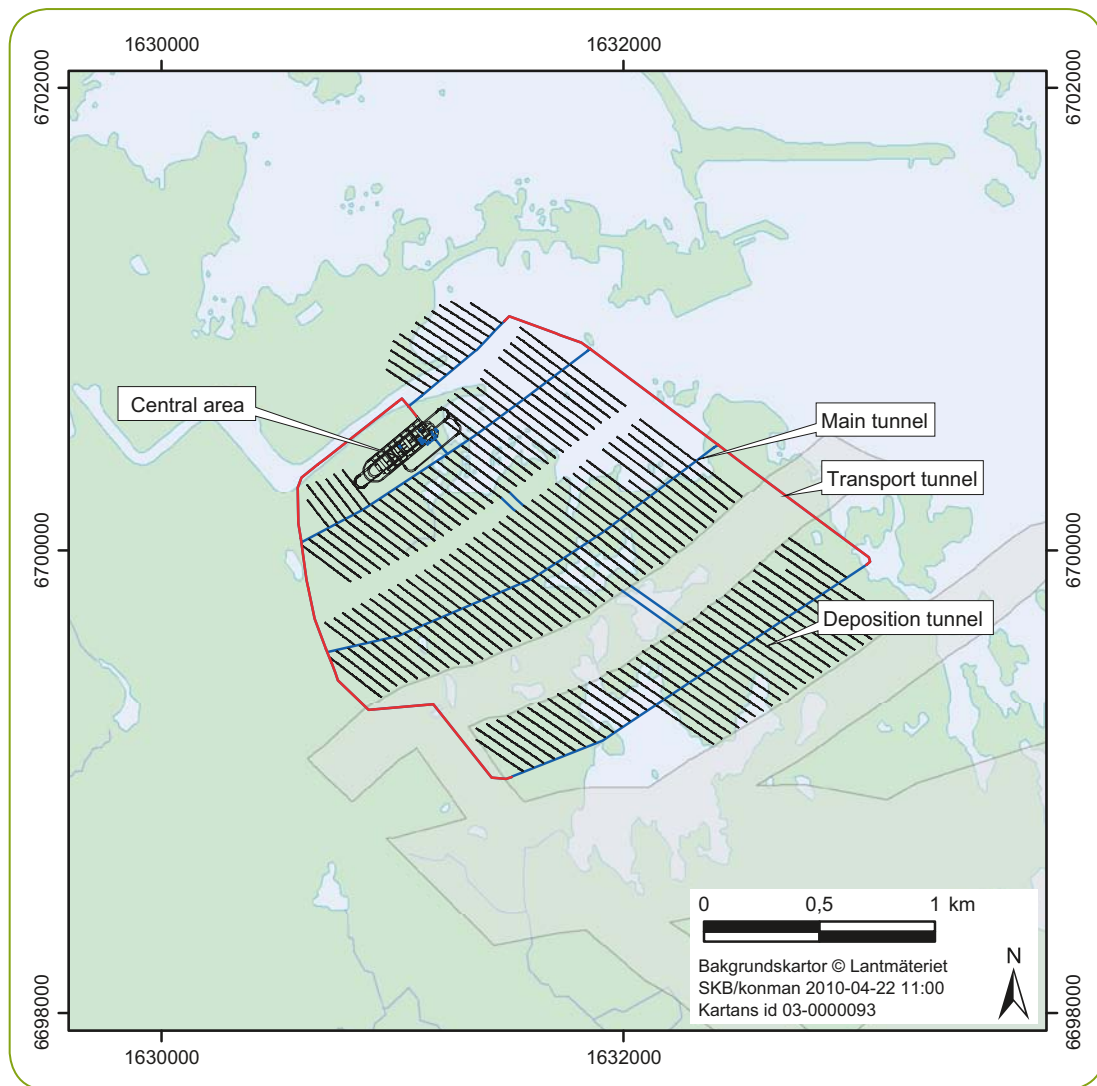 1630000
1632000
6702000
6702000
Central area
Main tunnel
Transport tunnel
6700000
6700000
Deposition tunnel
0
0,5
1 km
Bakgrundskartor © Lantmäteriet
SKB/konman 2010-04-22 11:00
Kartans id 03-0000093
N
6698000
6698000
1630000
1632000